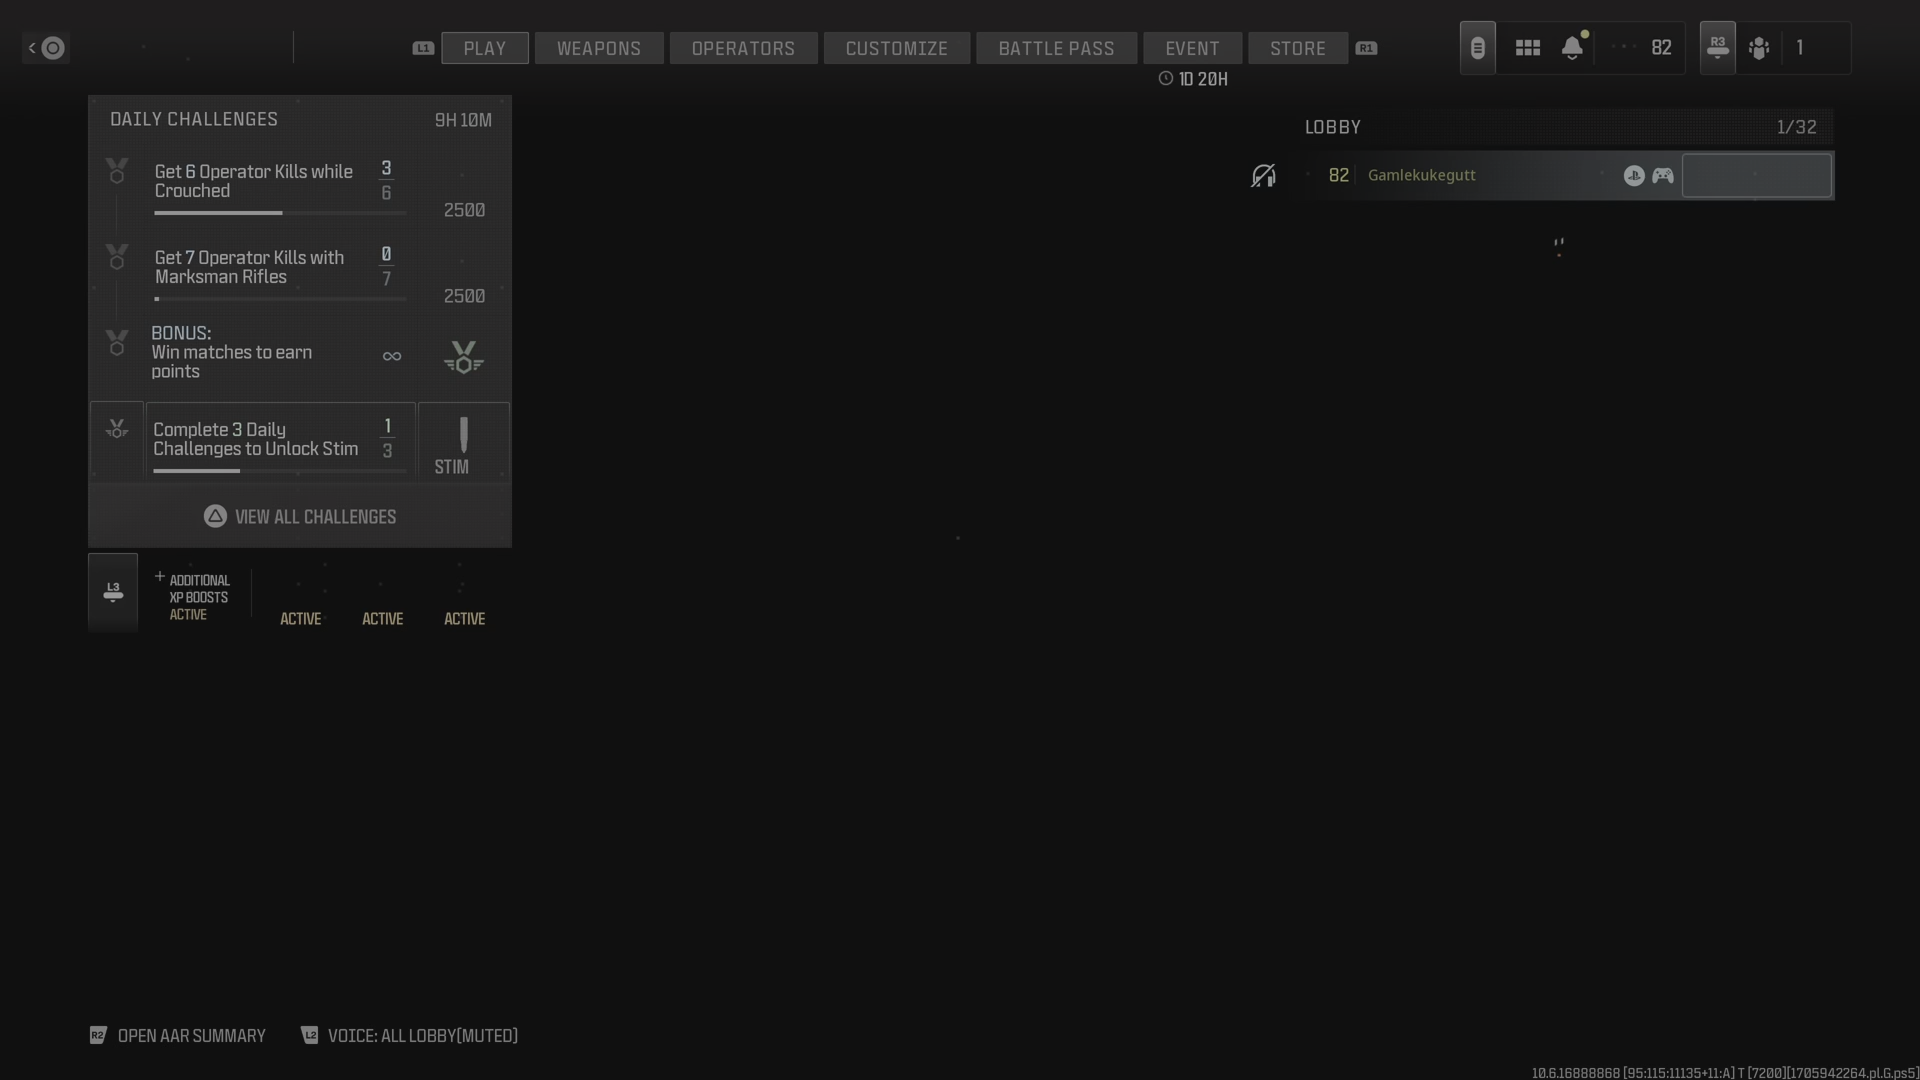 L1
PLAY
WEAPONS
OPERATORS
CUSTOMIZE
BATTLE PASS
EVENT
STORE
R1
82
R3
1
1D 20H
DAILY CHALLENGES
9H 10M
Get 6 Operator Kills while
Crouched
3
6
2500
Get 7 Operator Kills with
Marksman Rifles
0
7
2500
BONUS:
Win matches to earn
points
∞
Complete 3 Daily
Challenges to Unlock Stim
1
3
STIM
VIEW ALL CHALLENGES
L3
+ ADDITIONAL
XP BOOSTS
ACTIVE
ACTIVE
ACTIVE
ACTIVE
LOBBY
1/32
82
Gamlekukegutt
R2 OPEN AAR SUMMARY
L2 VOICE: ALL LOBBY(MUTED)
10.6.16888868 [95:115:11135+11:A] T [7200][1705942264.pl.G.ps5]